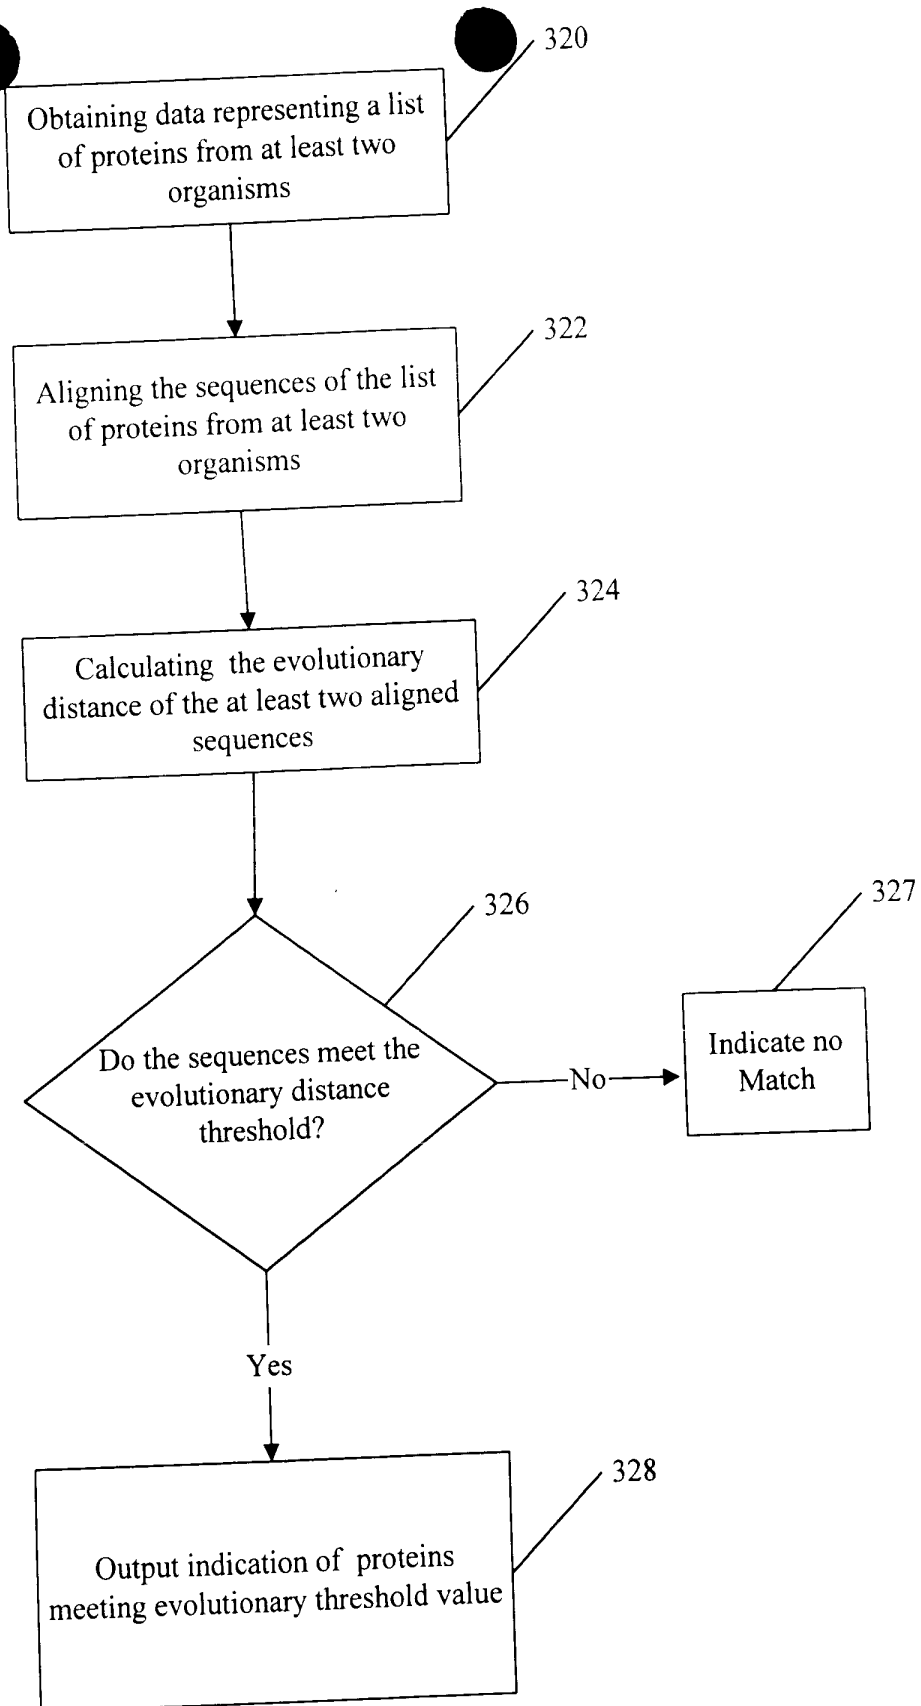 320
Obtaining data representing a list
of proteins from at least two
organisms
322
Aligning the sequences of the list
of proteins from at least two
organisms
324
Calculating the evolutionary
distance of the at least two aligned
sequences
326
327
Do the sequences meet the
evolutionary distance
threshold?
No
Indicate no
Match
Yes
328
Output indication of proteins
meeting evolutionary threshold value